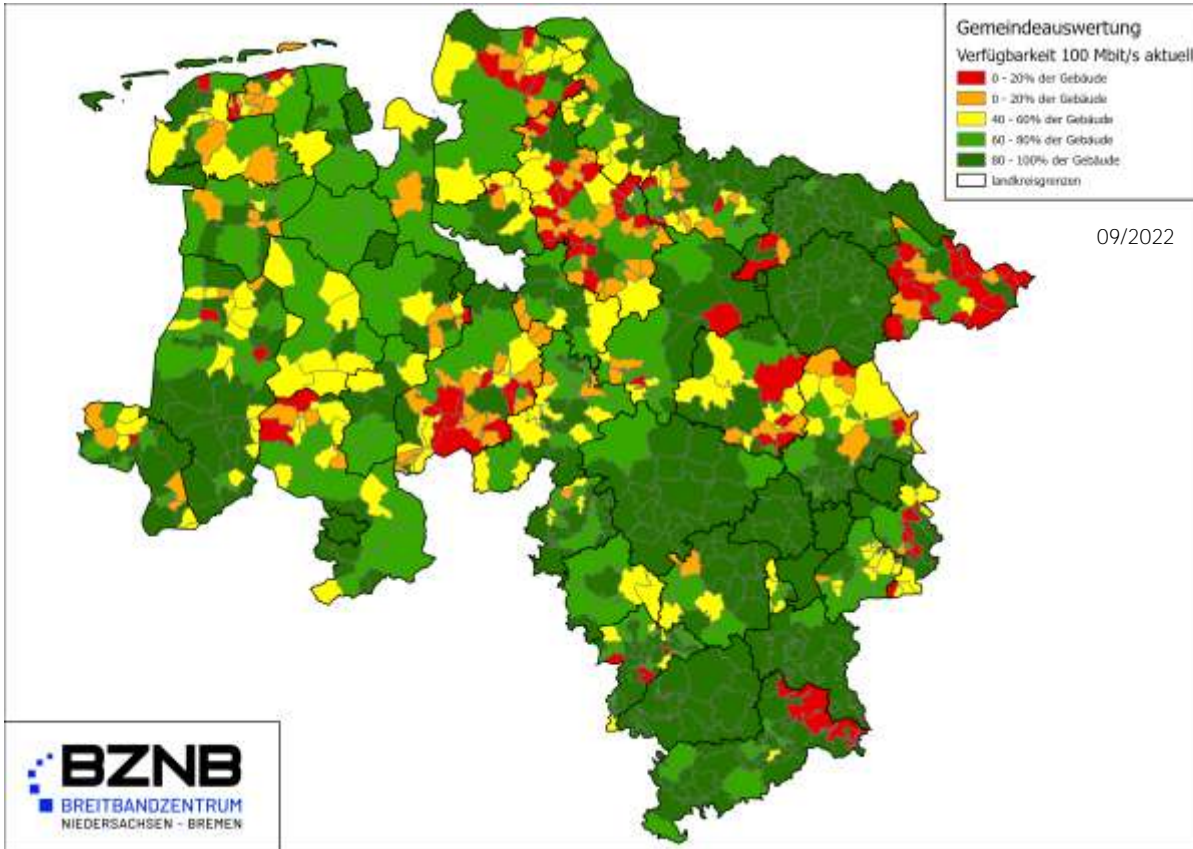 Gemeindeauswertung
Verfügbarkeit 100 Mbit/s aktuell
0 - 20% der Gebäude
0 - 20% der Gebäude
40 - 60% der Gebäude
60 - 80% der Gebäude
80 - 100% der Gebäude
landkreisgrenzen
09/2022
BZNB
BREITBANDZENTRUM
NIEDERSACHSEN - BREMEN